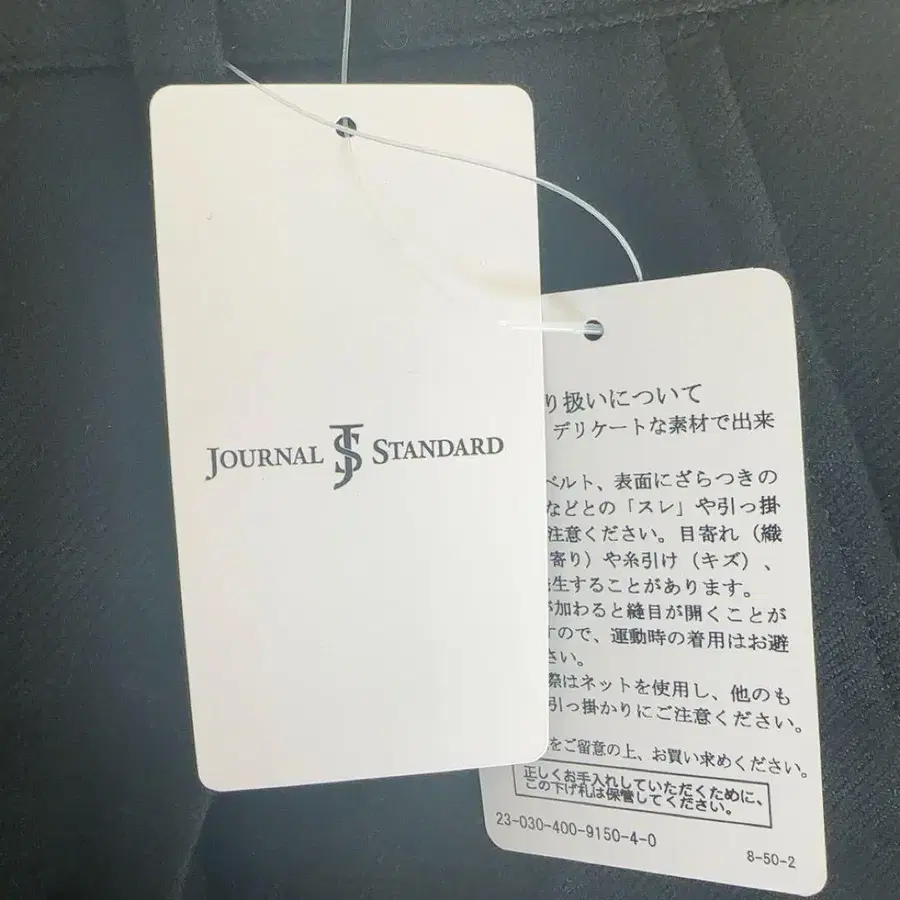 JOURNAL JS STANDARD
り扱いについて
デリケートな素材で出来
ベルト、表面にざらつきの
などとの「スレ」や引っ掛
注意ください。目寄れ(織
寄り)や糸引け(キズ)、
生することがあります。
が加わると縫目が開くことが
すので、運動時の着用はお避
さい。
際はネットを使用し、他のも
引っ掛かりにご注意ください。
をご留意の上、お買い求めください。
正しくお手入れしていただくために、
この下げ札は保管してください。
23-030-400-9150-4-0
8-50-2